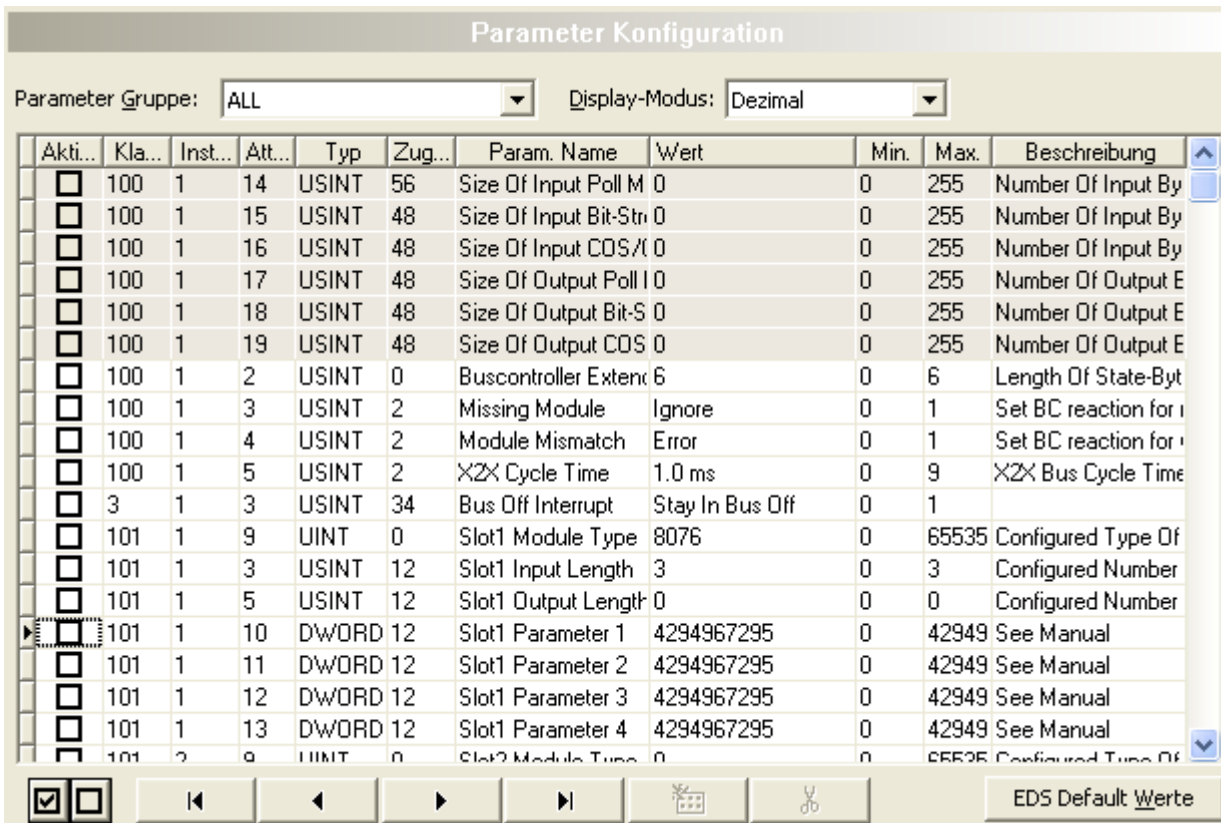 Parameter Konfiguration
Parameter Gruppe: ALL Display-Modus: Dezimal
Akti... Kla... Inst... Att... Typ Zug... Param. Name Wert Min. Max. Beschreibung
100 1 14 USINT 56 Size Of Input Poll M 0 0 255 Number Of Input By
100 1 15 USINT 48 Size Of Input Bit-Str 0 0 255 Number Of Input By
100 1 16 USINT 48 Size Of Input COS/( 0 0 255 Number Of Input By
100 1 17 USINT 48 Size Of Output Poll 0 0 255 Number Of Output E
100 1 18 USINT 48 Size Of Output Bit-S 0 0 255 Number Of Output E
100 1 19 USINT 48 Size Of Output COS 0 0 255 Number Of Output E
100 1 2 USINT 0 Buscontroller Extend 6 0 6 Length Of State-Byt
100 1 3 USINT 2 Missing Module Ignore 0 1 Set BC reaction for
100 1 4 USINT 2 Module Mismatch Error 0 1 Set BC reaction for
100 1 5 USINT 2 X2X Cycle Time 1.0 ms 0 9 X2X Bus Cycle Time
3 1 3 USINT 34 Bus Off Interrupt Stay In Bus Off 0 1
101 1 9 UINT 0 Slot1 Module Type 8076 0 65535 Configured Type Of
101 1 3 USINT 12 Slot1 Input Length 3 0 3 Configured Number
101 1 5 USINT 12 Slot1 Output Length 0 0 0 Configured Number
101 1 10 DWORD 12 Slot1 Parameter 1 4294967295 0 42949 See Manual
101 1 11 DWORD 12 Slot1 Parameter 2 4294967295 0 42949 See Manual
101 1 12 DWORD 12 Slot1 Parameter 3 4294967295 0 42949 See Manual
101 1 13 DWORD 12 Slot1 Parameter 4 4294967295 0 42949 See Manual
101 2 9 UINT 0 Slot2 Module Type 0 0 65535 Configured Type Of
EDS Default Werte